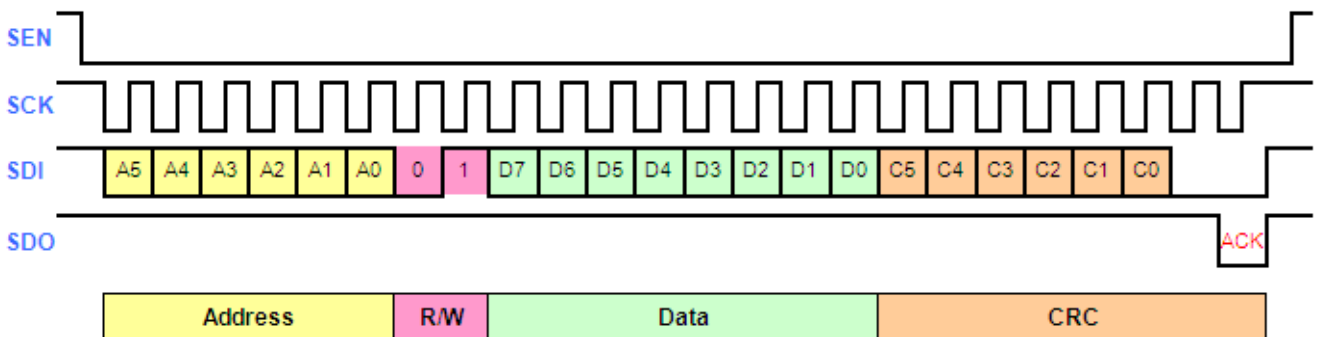 SEN
SCK
SDI A5 A4 A3 A2 A1 A0 0 1 D7 D6 D5 D4 D3 D2 D1 D0 C5 C4 C3 C2 C1 C0
SDO ACK
Address R/W Data CRC